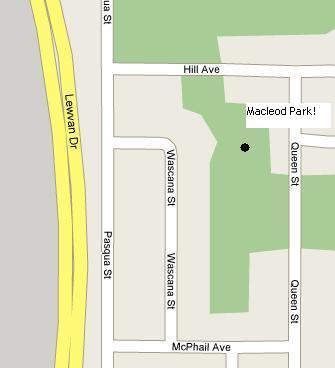 ua St
Hill Ave
Lewvan Dr
Macleod Park!
Wascana St
Queen St
Pasqua St
Wascana St
Queen St
McPhail Ave